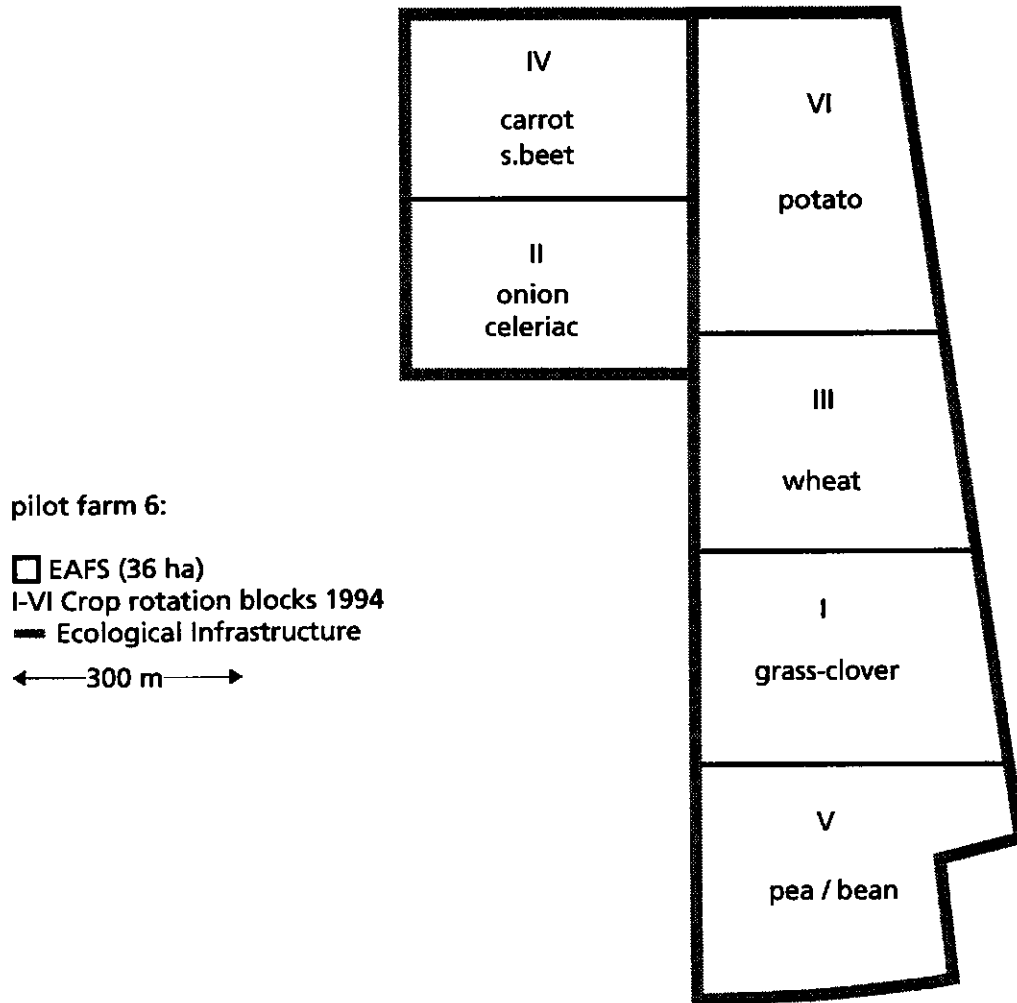 IV
carrot
s.beet
II
onion
celeriac
VI
potato
III
wheat
I
grass-clover
V
pea / bean
pilot farm 6:
EAFS (36 ha)
I-VI Crop rotation blocks 1994
Ecological Infrastructure
300 m